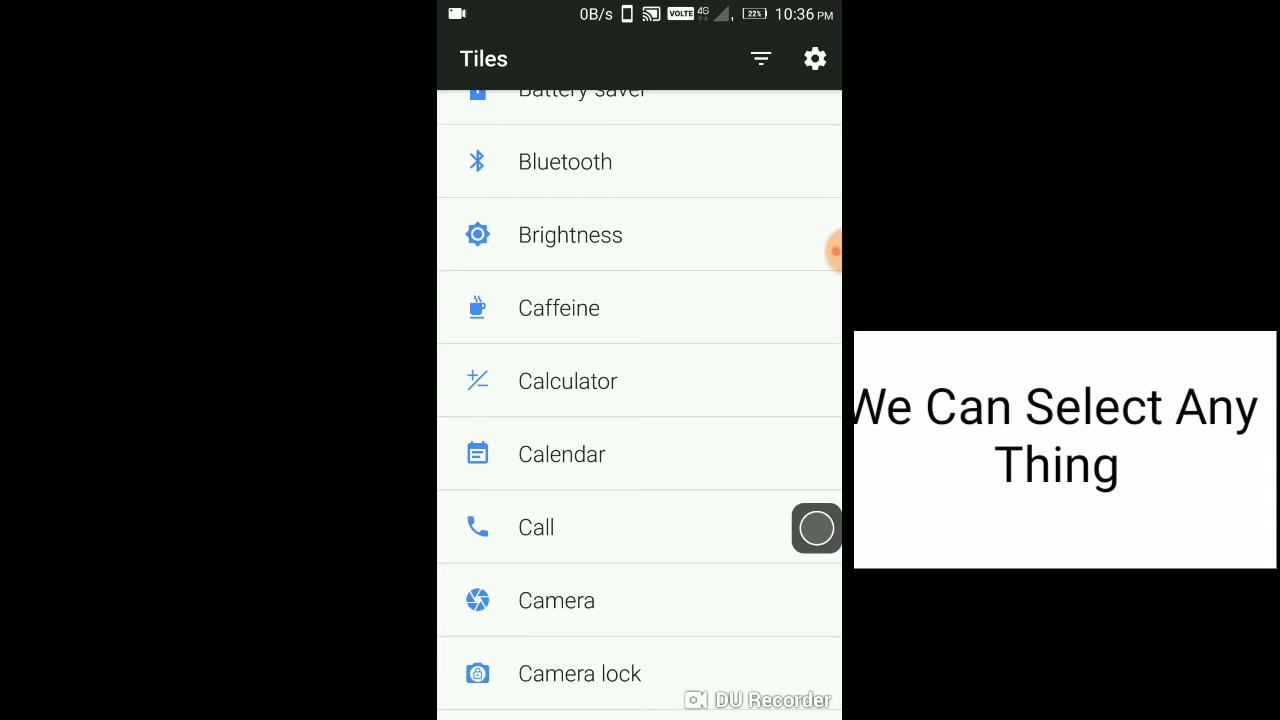 0B/s VOLTE 4G 22% 10:36 PM
Tiles
Battery saver
Bluetooth
Brightness
Caffeine
Calculator
Calendar
Call
Camera
Camera lock
DU Recorder
We Can Select Any
Thing